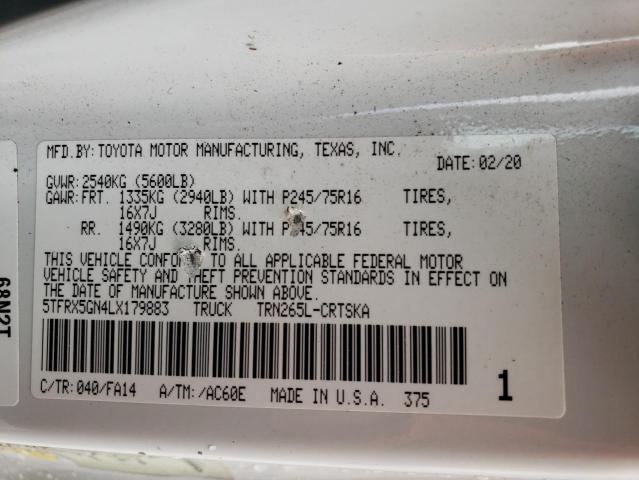 MFD.BY: TOYOTA MOTOR MANUFACTURING, TEXAS, INC. DATE: 02/20
GVWR: 2540KG (5600LB)
GAWR: FRT. 1335KG (2940LB) WITH P245/75R16 TIRES,
16X7J RIMS.
RR. 1490KG (3280LB) WITH P245/75R16 TIRES,
16X7J RIMS.
THIS VEHICLE CONFO TO ALL APPLICABLE FEDERAL MOTOR
VEHICLE SAFETY AND THEFT PREVENTION STANDARDS IN EFFECT ON
THE DATE OF MANUFACTURE SHOWN ABOVE.
5TFRX5GN4LX179883 TRUCK TRN265L-CRTSKA
C/TR: 040/FA14 A/TM: /AC60E MADE IN U.S.A. 375 1
68N2T